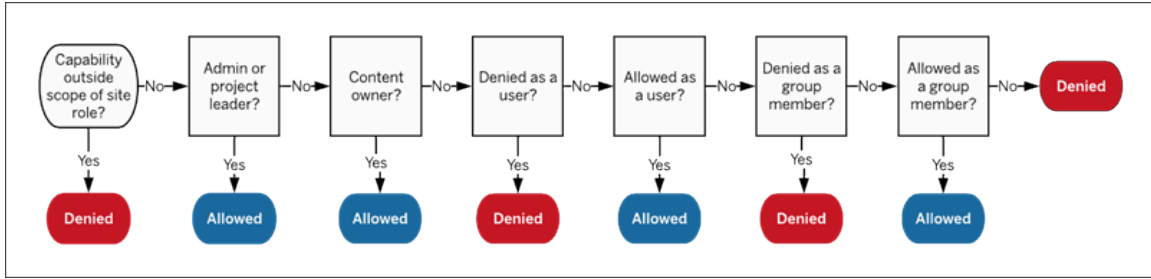 Capability
outside
scope of site
role?
No
Admin or
project
leader?
No
Content
owner?
No
Denied as a
user?
No
Allowed as
a user?
No
Denied as a
group
member?
No
Allowed as
a group
member?
No
Denied
Yes
Yes
Yes
Yes
Yes
Yes
Yes
Denied
Allowed
Allowed
Denied
Allowed
Denied
Allowed